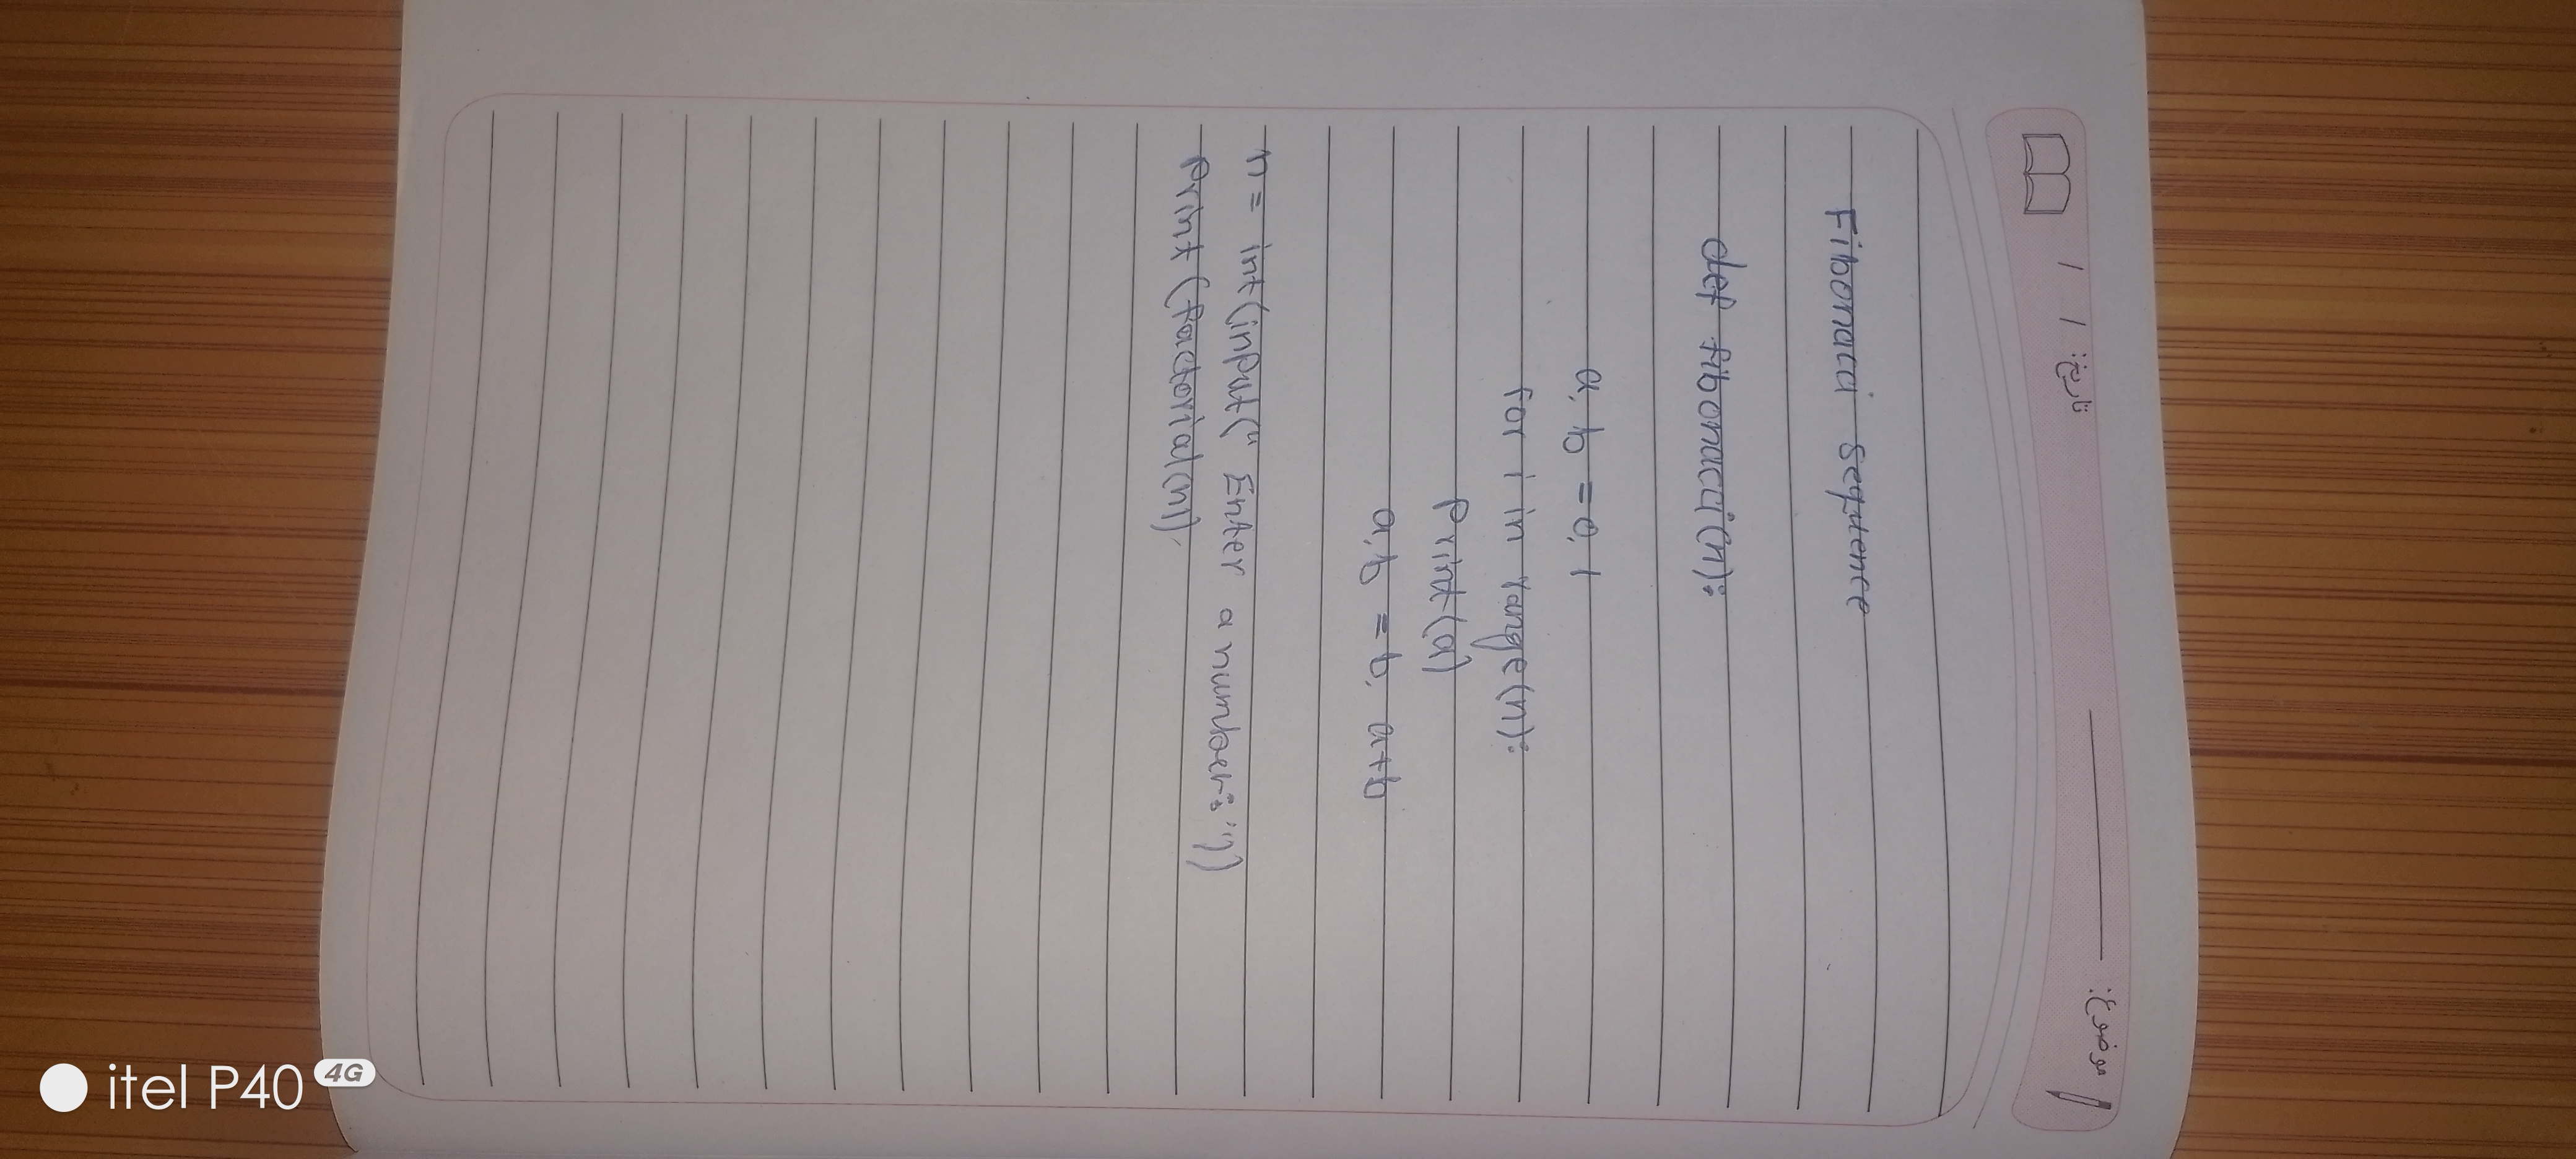 تاریخ: / /
موضوع:
Fibonacci Sequence
def fibonacci(n):
a, b = 0, 1
for i in range(n):
Print(a)
a,b = b, a+b
n = int(input(" Enter a number:"))
Print(factorial(n))
itel P40 4G